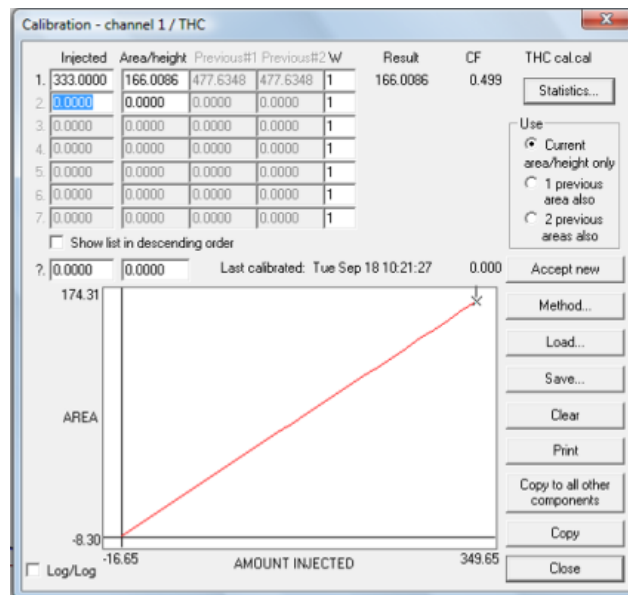 Calibration - channel 1 / THC
Injected Area/height Previous#1 Previous#2 W Result CF THC cal.cal
1. 333.0000 166.0086 477.6348 477.6348 1 166.0086 0.499
Statistics...
2. 0.0000 0.0000 0.0000 0.0000 1
3. 0.0000 0.0000 0.0000 0.0000 1
4. 0.0000 0.0000 0.0000 0.0000 1
5. 0.0000 0.0000 0.0000 0.0000 1
6. 0.0000 0.0000 0.0000 0.0000 1
7. 0.0000 0.0000 0.0000 0.0000 1
Use
Current
area/height only
1 previous
area also
2 previous
areas also
Show list in descending order
?. 0.0000 0.0000 Last calibrated: Tue Sep 18 10:21:27 0.000
Accept new
Method...
Load...
Save...
Clear
Print
Copy to all other
components
Copy
Close
174.31
AREA
-8.30
-16.65 AMOUNT INJECTED 349.65
Log/Log